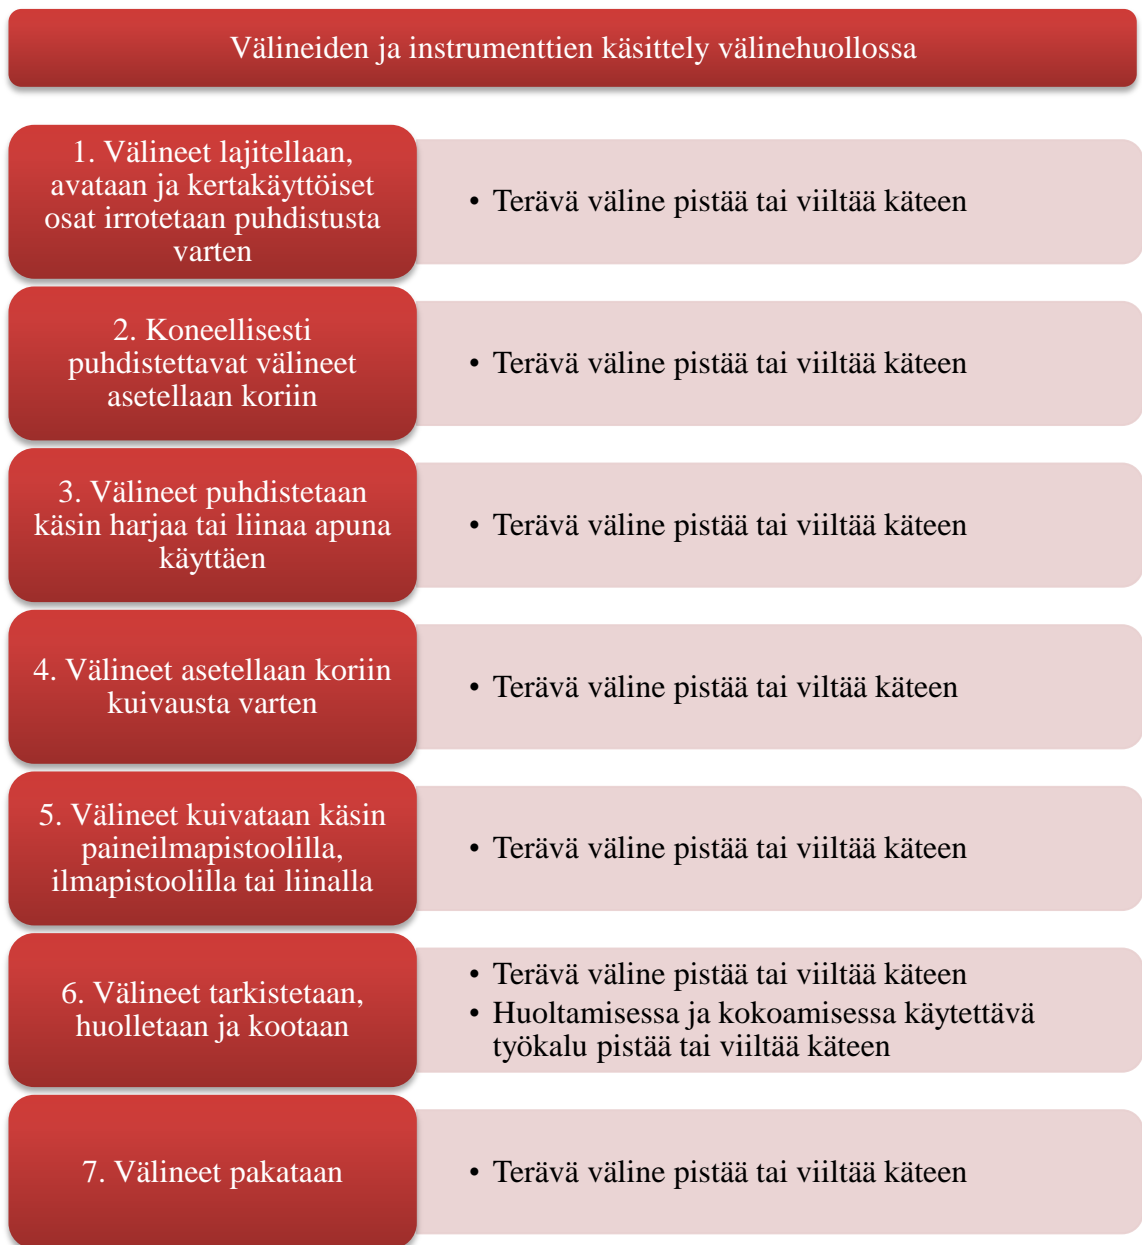 Välineiden ja instrumenttien käsittely välinehuollossa
1. Välineet lajitellaan,
avataan ja kertakäyttöiset
osat irrotetaan puhdistusta
varten
• Terävä väline pistää tai viiltää käteen
2. Koneellisesti
puhdistettavat välineet
asetellaan koriin
• Terävä väline pistää tai viiltää käteen
3. Välineet puhdistetaan
käsin harjaa tai liinaa apuna
käyttäen
• Terävä väline pistää tai viiltää käteen
4. Välineet asetellaan koriin
kuivausta varten
• Terävä väline pistää tai viltää käteen
5. Välineet kuivataan käsin
paineilmapistoolilla,
ilmapistoolilla tai liinalla
• Terävä väline pistää tai viiltää käteen
6. Välineet tarkistetaan,
huolletaan ja kootaan
• Terävä väline pistää tai viiltää käteen
• Huoltamisessa ja kokoamisessa käytettävä
työkalu pistää tai viiltää käteen
7. Välineet pakataan
• Terävä väline pistää tai viiltää käteen